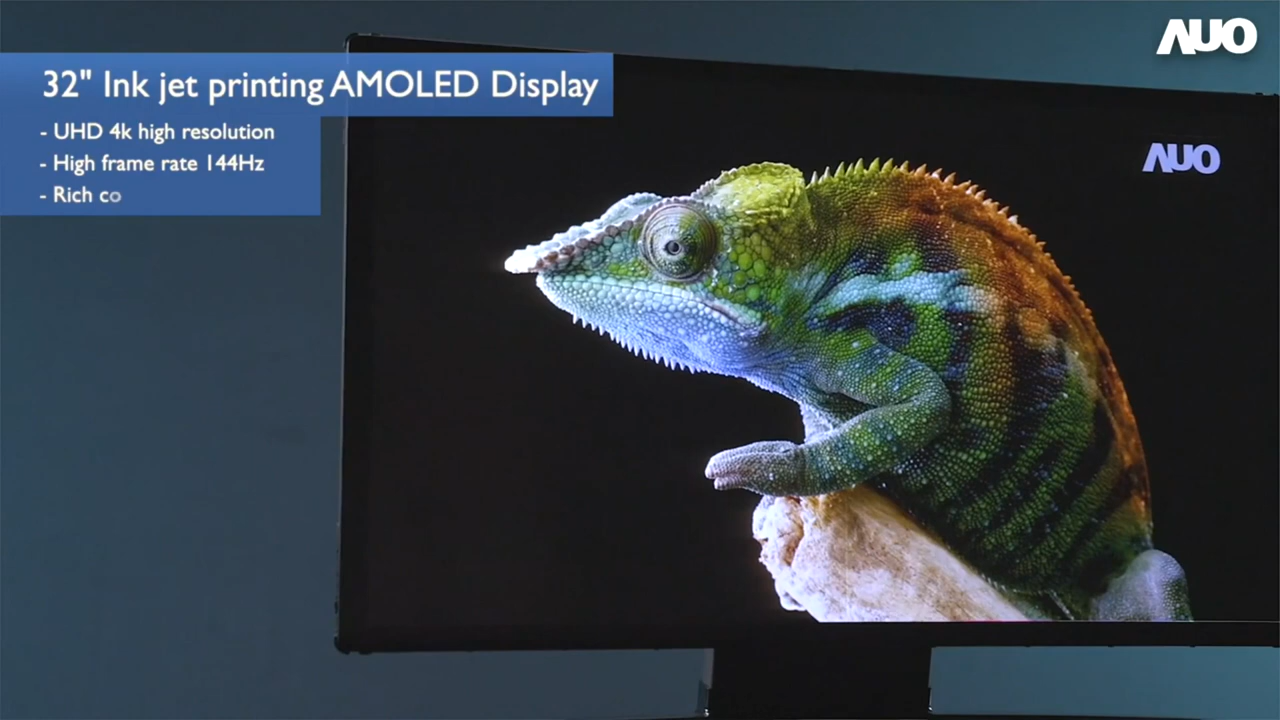 AUO
32" Ink jet printing AMOLED Display
- UHD 4k high resolution
- High frame rate 144Hz
- Rich co
AUO